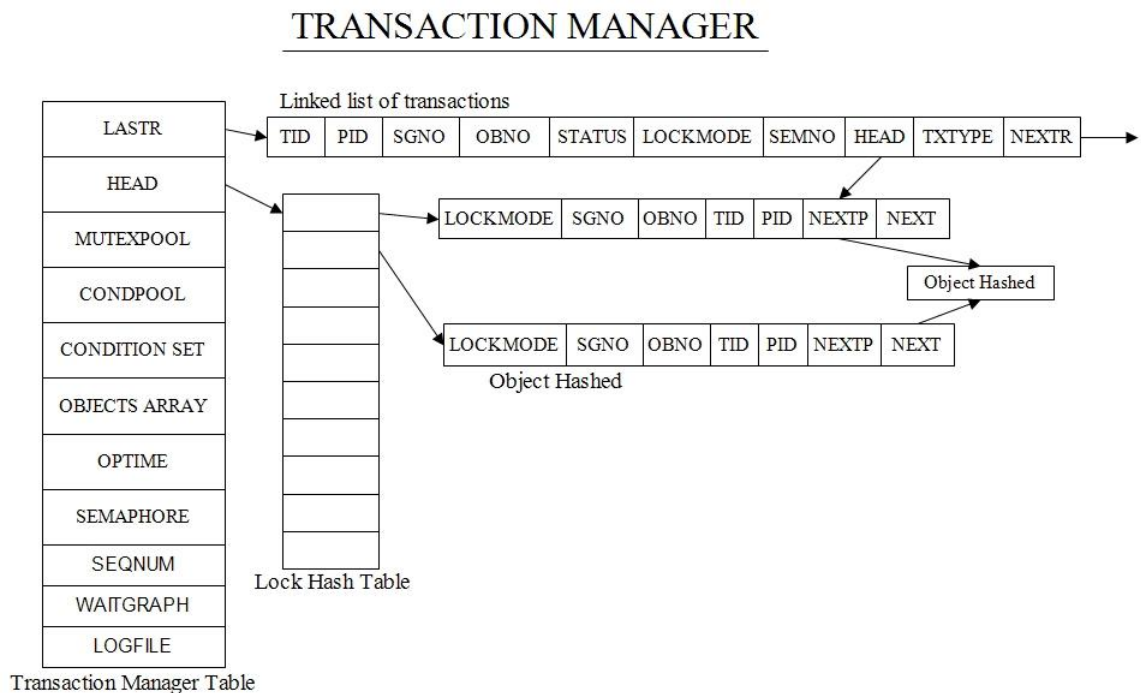 TRANSACTION MANAGER
Linked list of transactions
LASTR
TID PID SGNO OBNO STATUS LOCKMODE SEMNO HEAD TXTYPE NEXTR
HEAD
LOCKMODE SGNO OBNO TID PID NEXTP NEXT
MUTEXPOOL
Object Hashed
CONDPOOL
LOCKMODE SGNO OBNO TID PID NEXTP NEXT
CONDITION SET
Object Hashed
OBJECTS ARRAY
OPTIME
SEMAPHORE
SEQNUM
Lock Hash Table
WAITGRAPH
LOGFILE
Transaction Manager Table